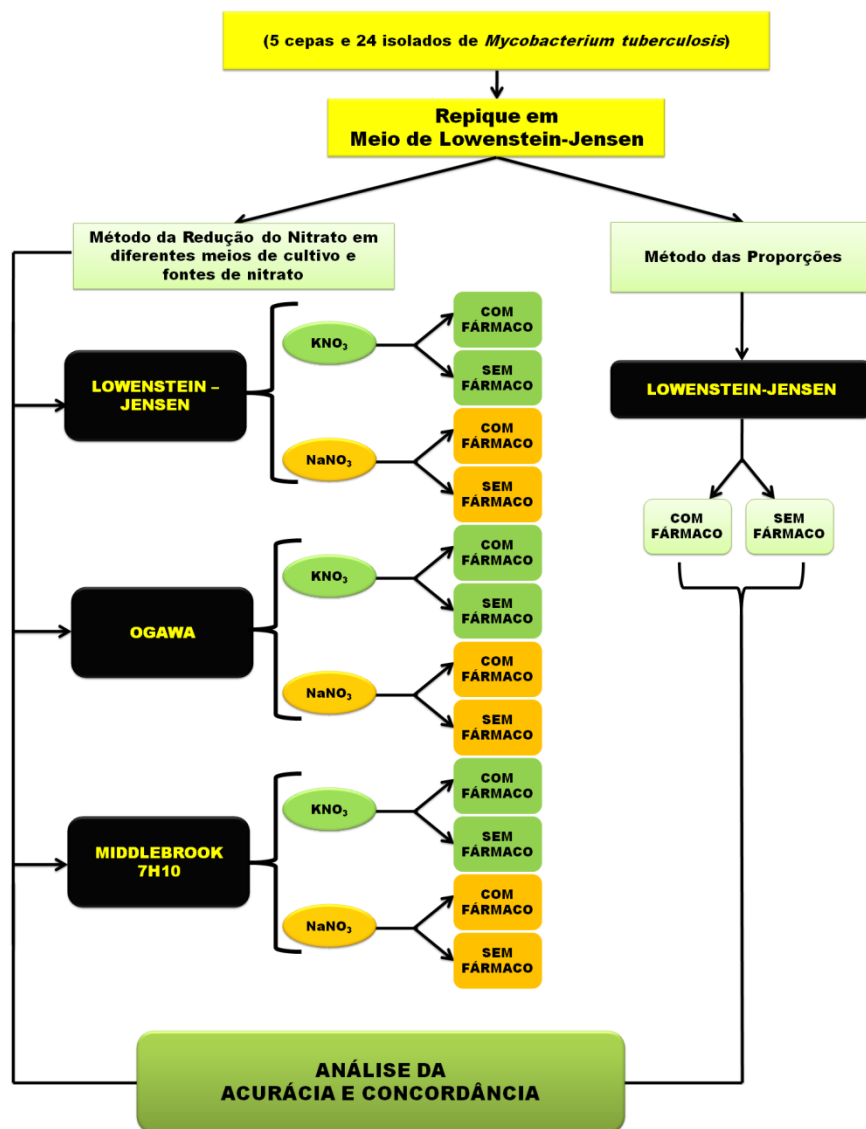 (5 cepas e 24 isolados de Mycobacterium tuberculosis)
Repique em
Meio de Lowenstein-Jensen
Método da Redução do Nitrato em
diferentes meios de cultivo e
fontes de nitrato
Método das Proporções
LOWENSTEIN –
JENSEN
KNO₃
COM
FÁRMACO
SEM
FÁRMACO
NaNO₃
COM
FÁRMACO
SEM
FÁRMACO
LOWENSTEIN-JENSEN
COM
FÁRMACO
SEM
FÁRMACO
OGAWA
KNO₃
COM
FÁRMACO
SEM
FÁRMACO
NaNO₃
COM
FÁRMACO
SEM
FÁRMACO
MIDDLEBROOK
7H10
KNO₃
COM
FÁRMACO
SEM
FÁRMACO
NaNO₃
COM
FÁRMACO
SEM
FÁRMACO
ANÁLISE DA
ACURÁCIA E CONCORDÂNCIA